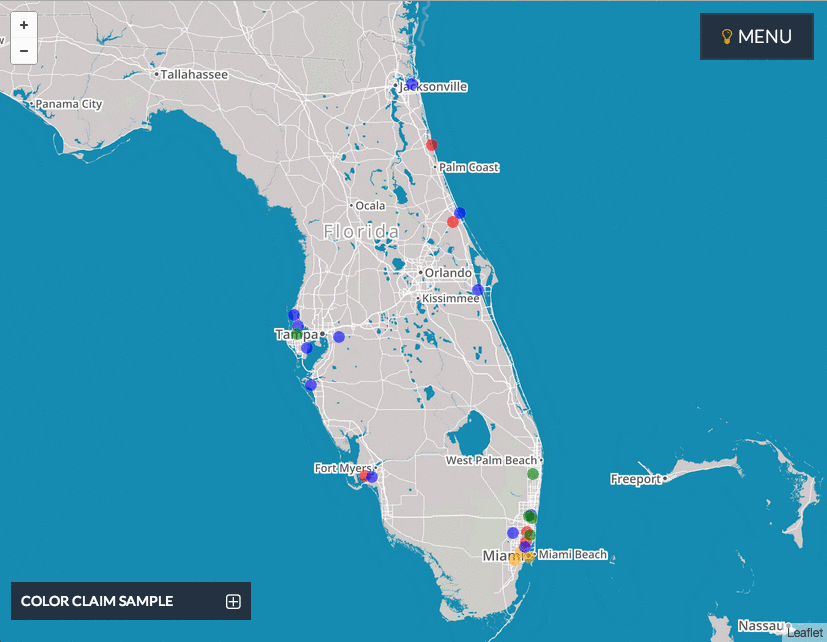 +
MENU
−
Tallahassee
Jacksonville
Panama City
Palm Coast
Ocala
Florida
Orlando
Kissimmee
Tampa
West Palm Beach
Fort Myers
Freeport
Miami
Miami Beach
COLOR CLAIM SAMPLE
Nassau
Leaflet